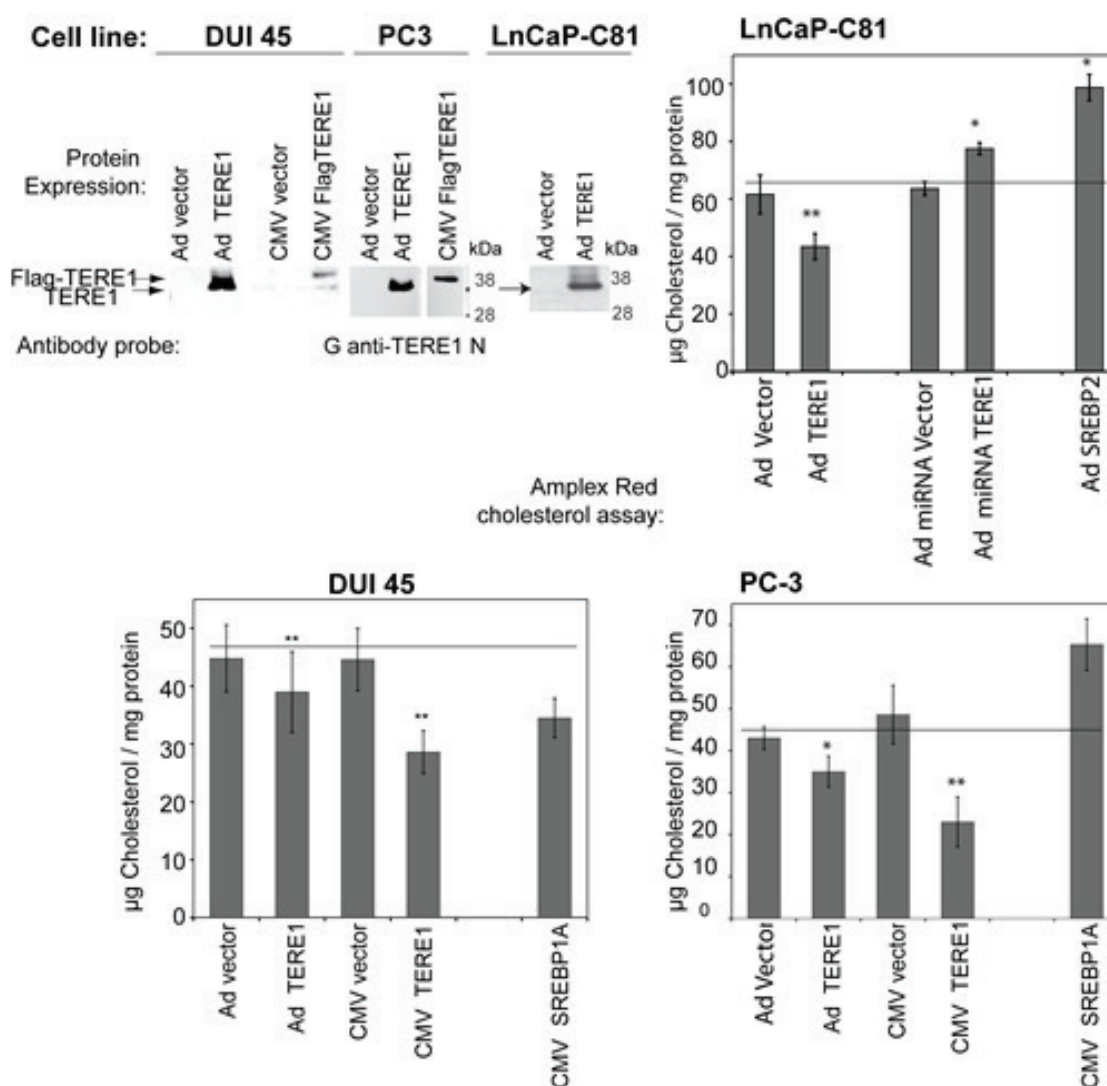 Cell line: DUI 45 PC3 LnCaP-C81
Protein
Expression:
Ad vector
Ad TERE1
CMV vector
CMV FlagTERE1
Ad vector
Ad TERE1
CMV FlagTERE1
kDa
Ad vector
Ad TERE1
kDa
Flag-TERE1
TERE1
38
28
38
28
Antibody probe: G anti-TERE1 N
LnCaP-C81
µg Cholesterol / mg protein
100
80
60
40
20
0
**
*
*
Ad Vector
Ad TERE1
Ad miRNA Vector
Ad miRNA TERE1
Ad SREBP2
Amplex Red
cholesterol assay:
DUI 45
µg Cholesterol / mg protein
50
40
30
20
10
0
**
**
Ad vector
Ad TERE1
CMV vector
CMV TERE1
CMV SREBP1A
PC-3
µg Cholesterol / mg protein
70
60
50
40
30
20
10
0
*
**
Ad Vector
Ad TERE1
CMV vector
CMV TERE1
CMV SREBP1A